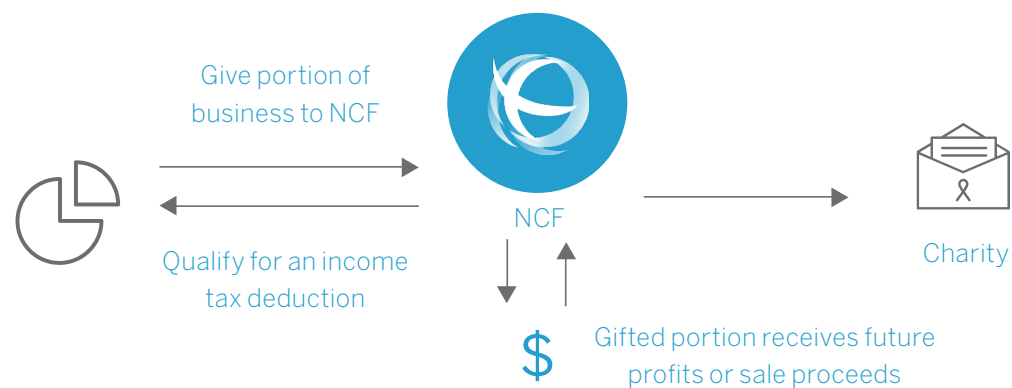 Give portion of
business to NCF
NCF
Qualify for an income
tax deduction
Charity
$
Gifted portion receives future
profits or sale proceeds